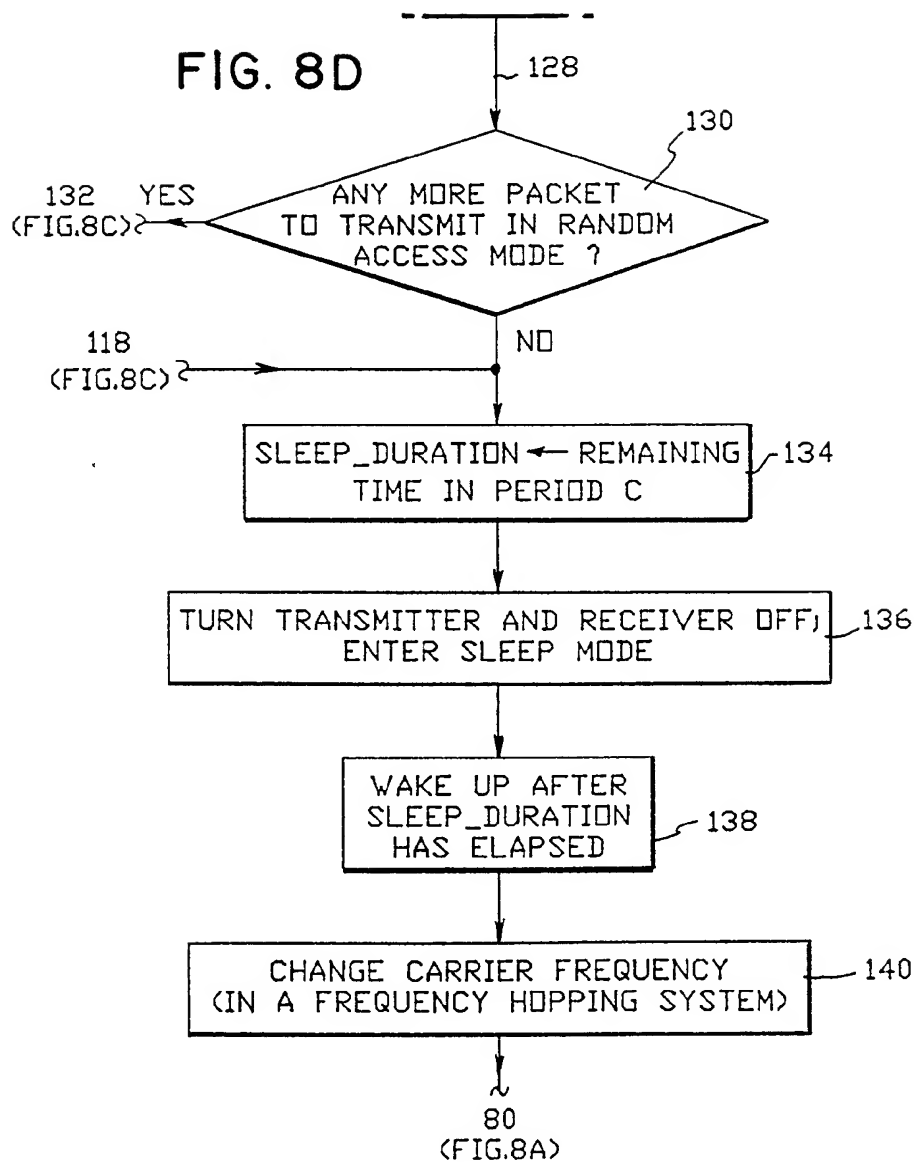 FIG. 8D
128
130
ANY MORE PACKET
TO TRANSMIT IN RANDOM
ACCESS MODE ?
132 YES
(FIG.8C)
NO
118
(FIG.8C)
SLEEP_DURATION ← REMAINING
TIME IN PERIOD C
134
TURN TRANSMITTER AND RECEIVER OFF;
ENTER SLEEP MODE
136
WAKE UP AFTER
SLEEP_DURATION
HAS ELAPSED
138
CHANGE CARRIER FREQUENCY
(IN A FREQUENCY HOPPING SYSTEM)
140
80
(FIG.8A)